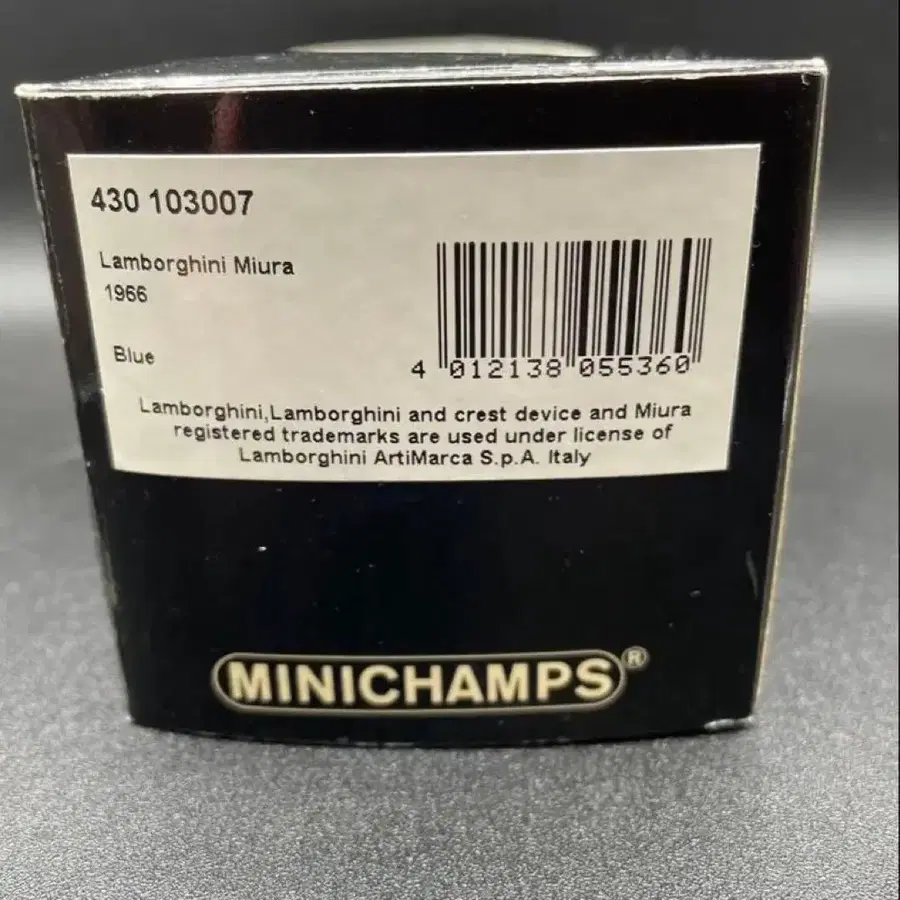 430 103007
Lamborghini Miura
1966
Blue
4 012138 055360
Lamborghini,Lamborghini and crest device and Miura
registered trademarks are used under license of
Lamborghini ArtiMarca S.p.A. Italy
MINICHAMPS®